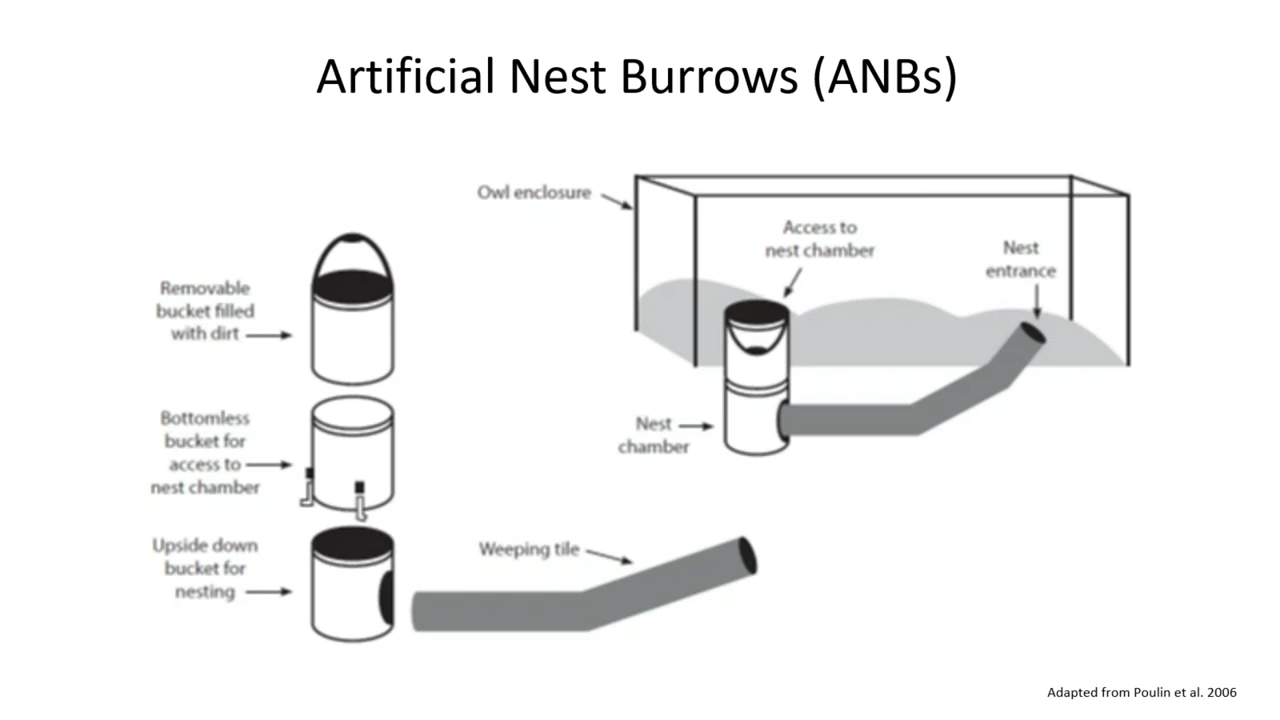 Artificial Nest Burrows (ANBs)
Owl enclosure
Access to
nest chamber
Nest
entrance
Removable
bucket filled
with dirt
Bottomless
bucket for
access to
nest chamber
Nest
chamber
Upside down
bucket for
nesting
Weeping tile
Adapted from Poulin et al. 2006